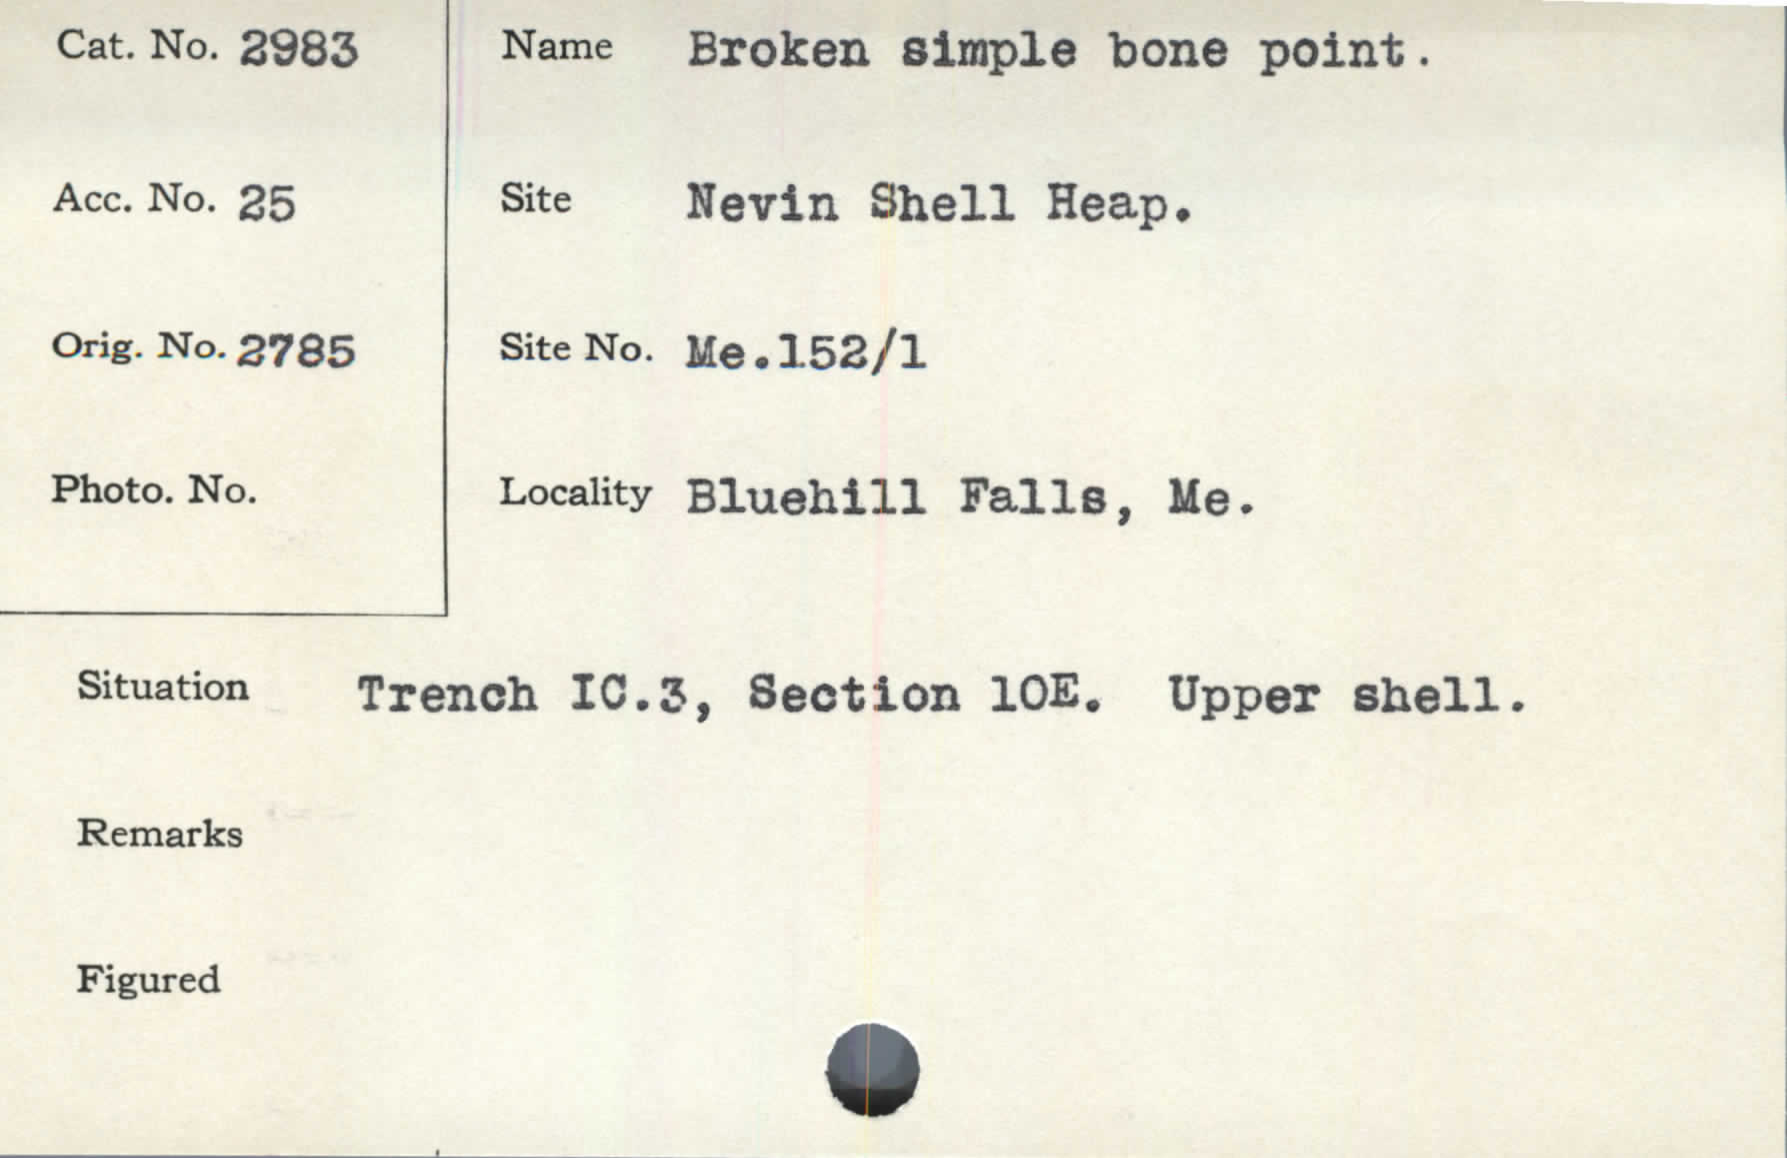 Cat. No. 2983
Name Broken simple bone point.
Acc. No. 25
Site Nevin Shell Heap.
Orig. No. 2785
Site No. Me.152/1
Photo. No.
Locality Bluehill Falls, Me.
Situation Trench IC.3, Section 10E. Upper shell.
Remarks
Figured